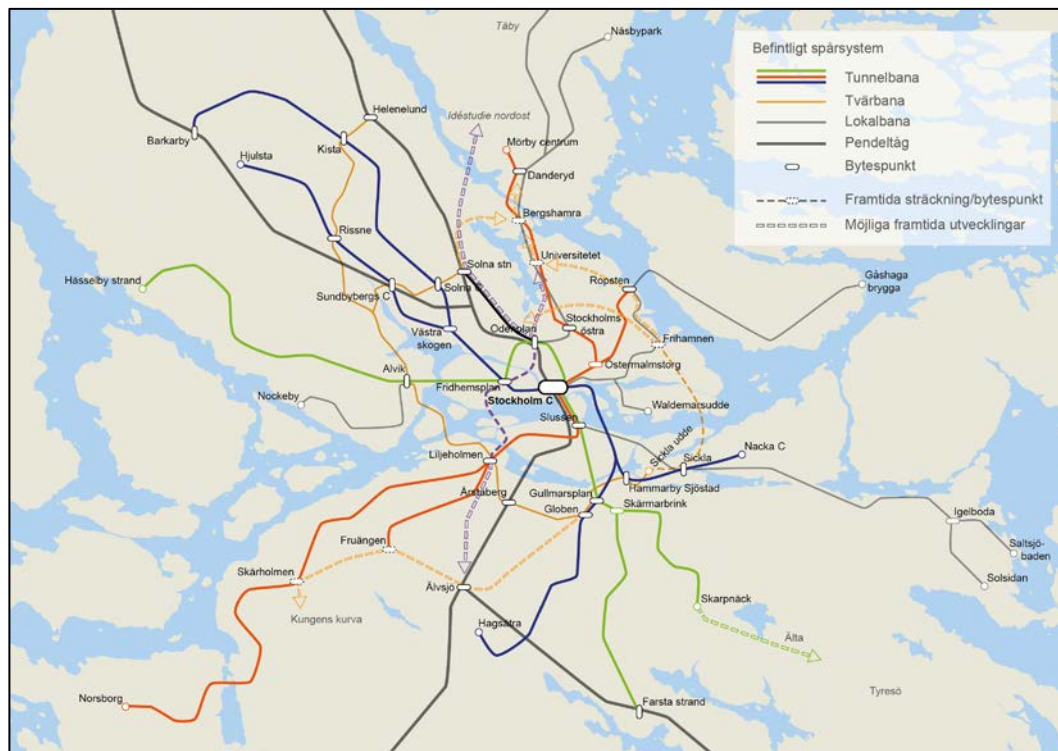 Täby
Näsbypark
Befintligt spårsystem
Tunnelbana
Tvärbana
Lokalbana
Pendeltåg
Bytespunkt
Framtida sträckning/bytespunkt
Möjliga framtida utvecklingar
Helenelund
Idéstudie nordost
Barkarby
Kista
Mörby centrum
Hjulsta
Danderyd
Bergshamra
Rissne
Universitetet
Solna stn
Hässelby strand
Ropsten
Gåshaga
brygga
Sundbybergs C
Solna
Stockholms
östra
Västra
skogen
Odenplan
Frihamnen
Östermalmstorg
Alvik
Fridhemsplan
Stockholm C
Nockeby
Waldemarsudde
Slussen
Sickla udde
Nacka C
Liljeholmen
Sickla
Hammarby Sjöstad
Årstaberg
Gullmarsplan
Globen
Skärmarbrink
Igelboda
Fruängen
Saltsjö-
baden
Skärholmen
Solsidan
Älvsjö
Kungens kurva
Skarpnäck
Hagsätra
Älta
Norsborg
Tyresö
Farsta strand